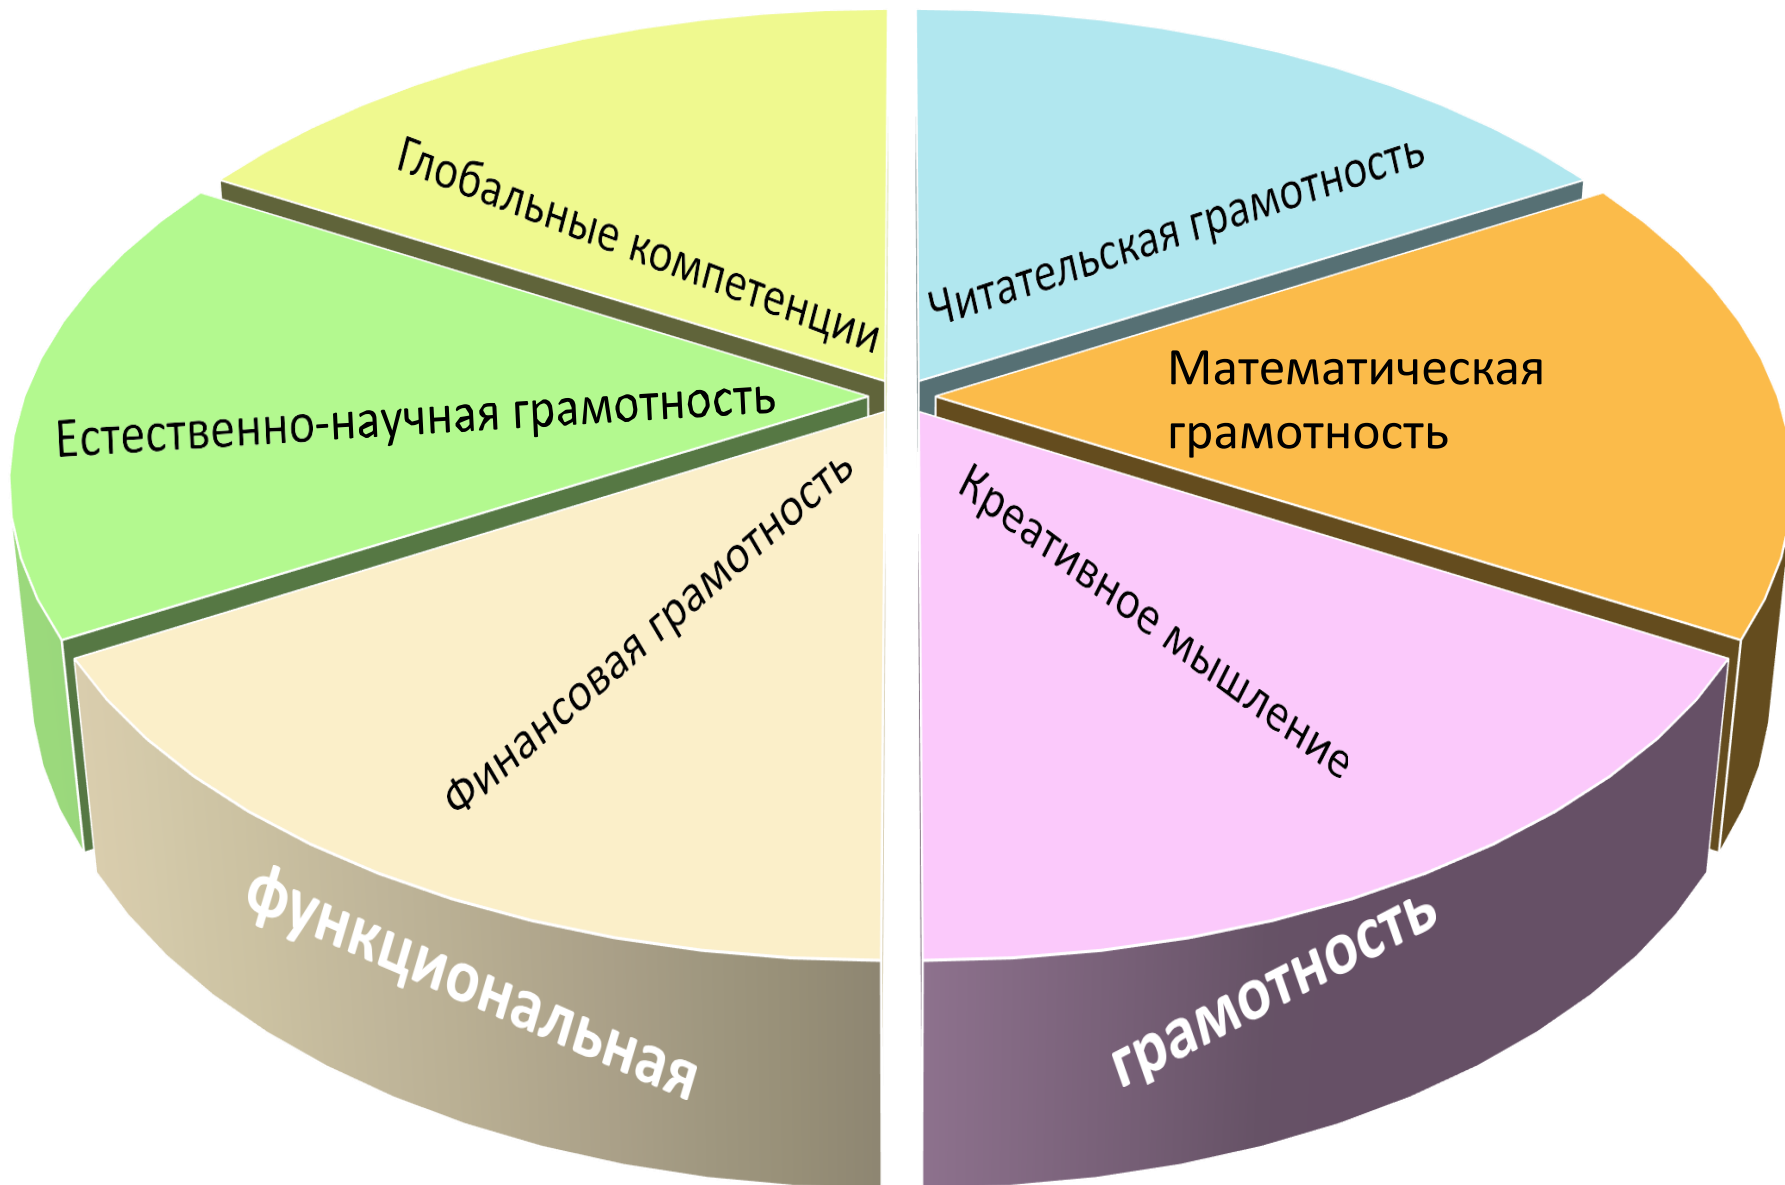 Глобальные компетенции
Читательская грамотность
Математическая
грамотность
Естественно-научная грамотность
Финансовая грамотность
Креативное мышление
функциональная
грамотность